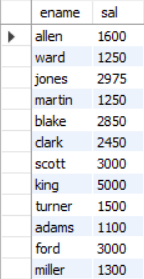 ename sal
allen 1600
ward 1250
jones 2975
martin 1250
blake 2850
clark 2450
scott 3000
king 5000
turner 1500
adams 1100
ford 3000
miller 1300